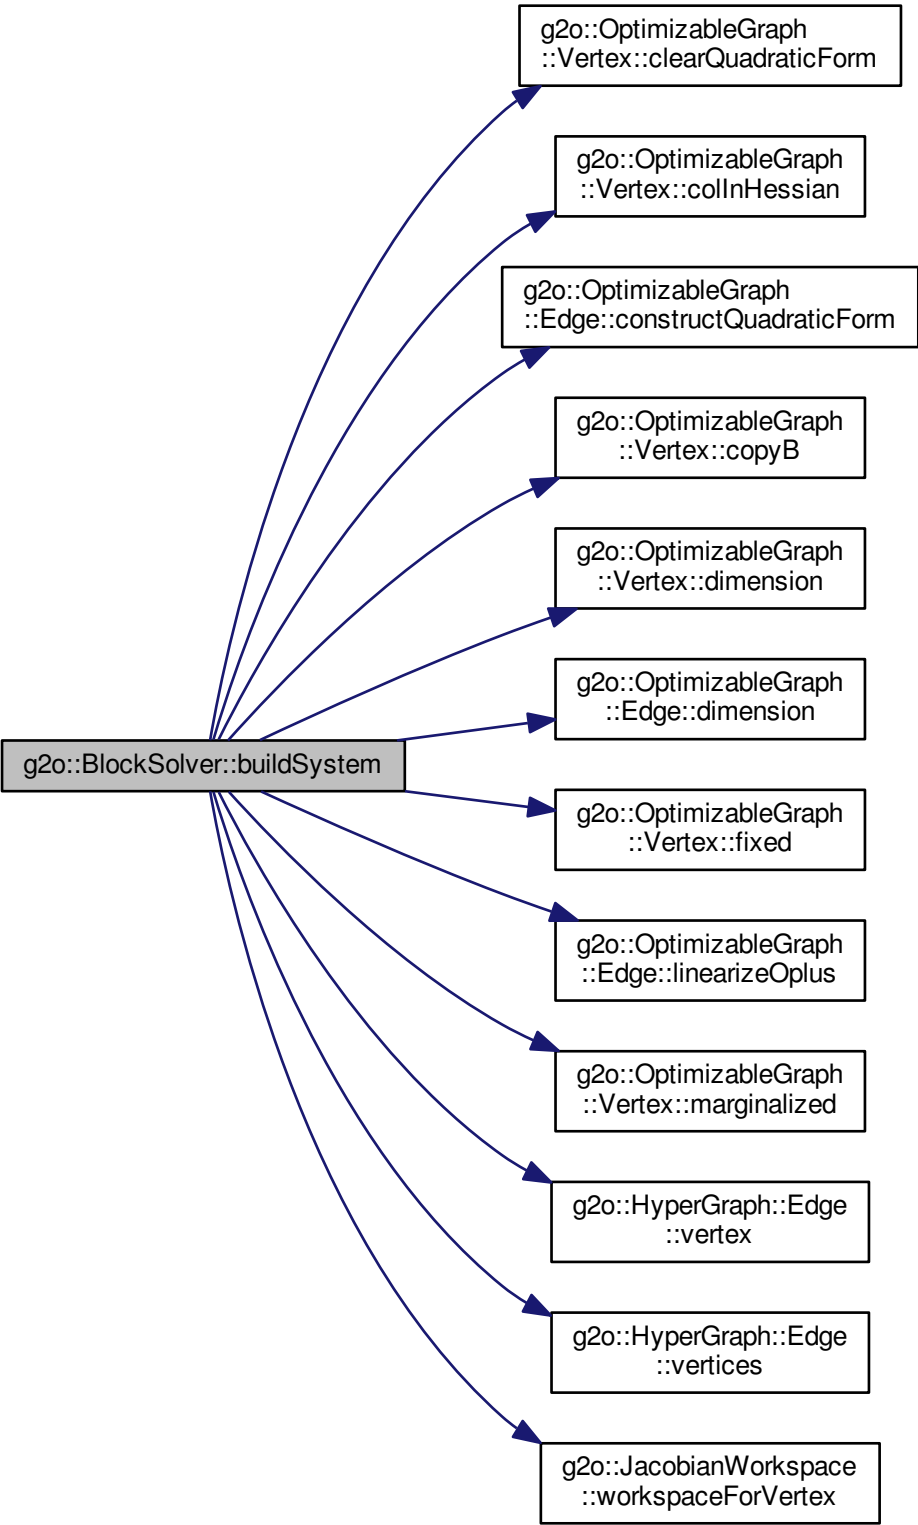 g2o::OptimizableGraph
::Vertex::clearQuadraticForm
g2o::OptimizableGraph
::Vertex::colInHessian
g2o::OptimizableGraph
::Edge::constructQuadraticForm
g2o::OptimizableGraph
::Vertex::copyB
g2o::OptimizableGraph
::Vertex::dimension
g2o::OptimizableGraph
::Edge::dimension
g2o::BlockSolver::buildSystem
g2o::OptimizableGraph
::Vertex::fixed
g2o::OptimizableGraph
::Edge::linearizeOplus
g2o::OptimizableGraph
::Vertex::marginalized
g2o::HyperGraph::Edge
::vertex
g2o::HyperGraph::Edge
::vertices
g2o::JacobianWorkspace
::workspaceForVertex